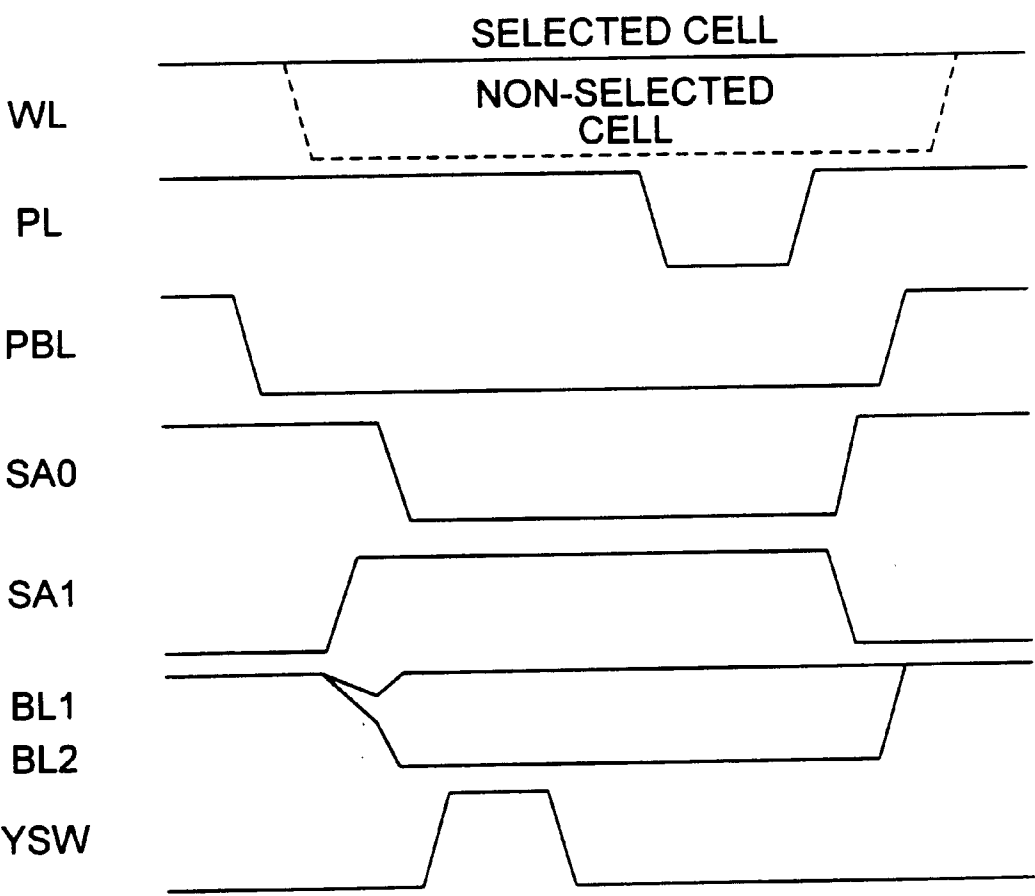 SELECTED CELL
WL
NON-SELECTED
CELL
PL
PBL
SA0
SA1
BL1
BL2
YSW